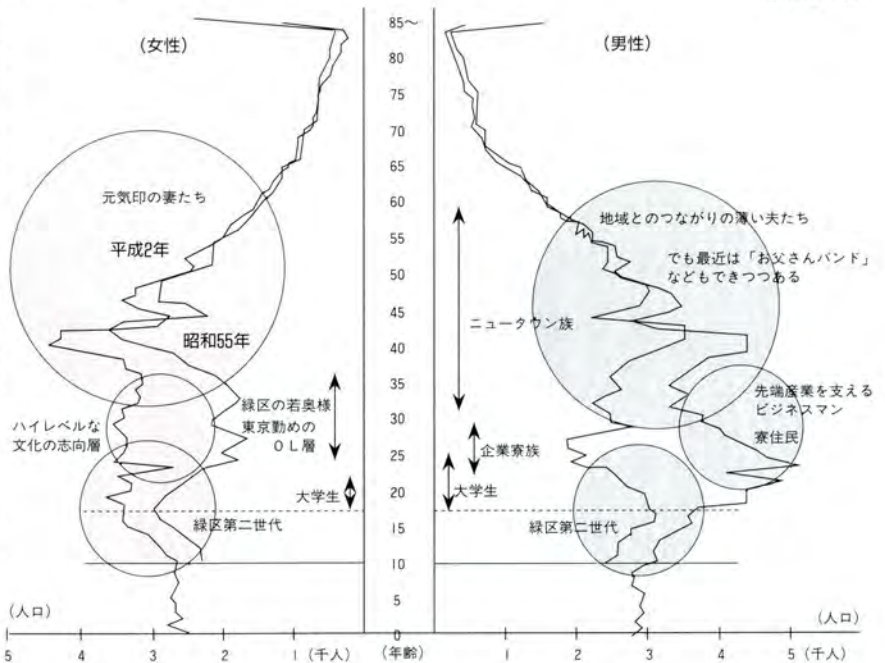 (女性)
(男性)
85～
80
75
70
65
60
55
50
45
40
35
30
25
20
15
10
5
0
(年齢)
元気印の妻たち
平成2年
昭和55年
ハイレベルな
文化の志向層
緑区の若奥様
東京勤めの
OL層
大学生
緑区第二世代
地域とのつながりの薄い夫たち
でも最近は「お父さんバンド」
などもできつつある
ニュータウン族
先端産業を支える
ビジネスマン
寮住民
企業寮族
大学生
緑区第二世代
(人口)
5 4 3 2 1 (千人)
(人口)
1 2 3 4 (千人) 5